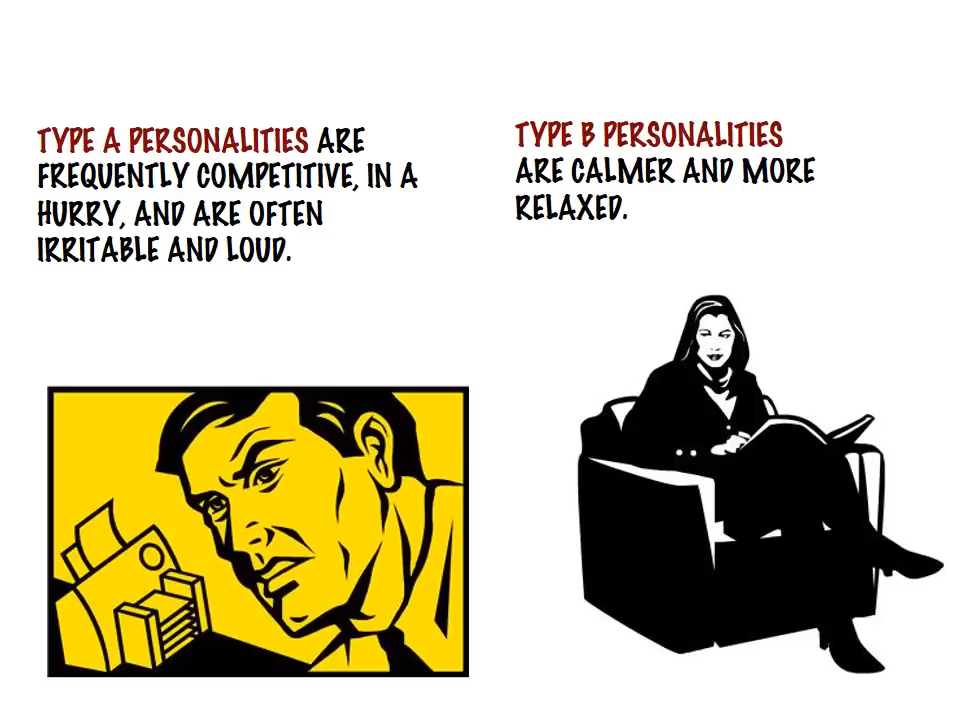 TYPE A PERSONALITIES ARE
FREQUENTLY COMPETITIVE, IN A
HURRY, AND ARE OFTEN
IRRITABLE AND LOUD.
TYPE B PERSONALITIES
ARE CALMER AND MORE
RELAXED.